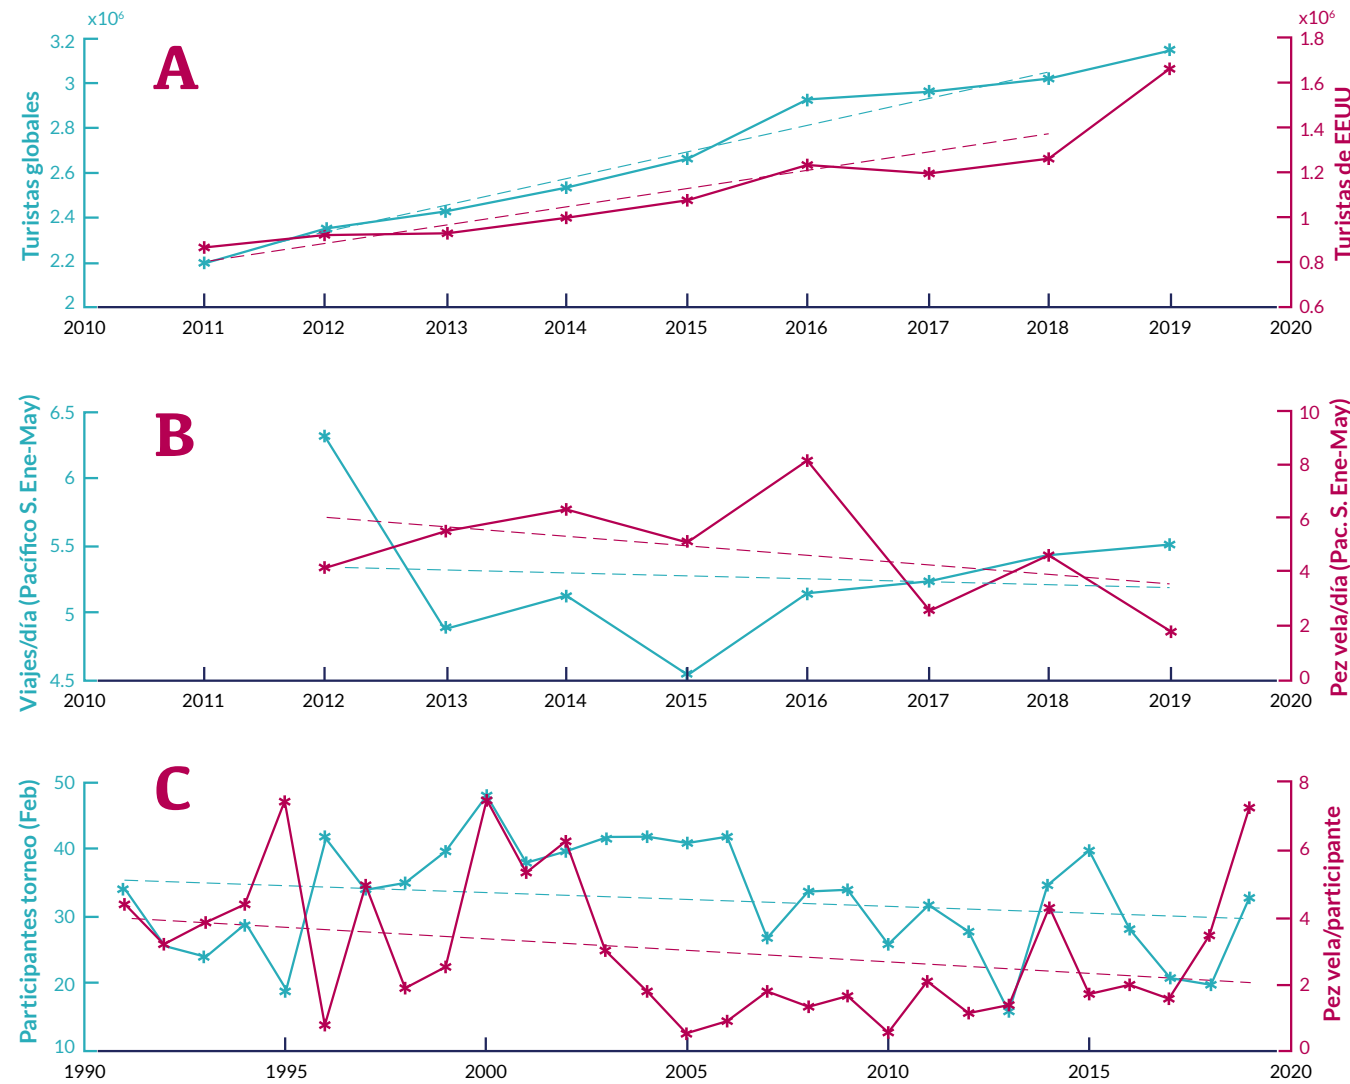 x10⁶
x10⁶
A
Turistas globales
3.2
3
2.8
2.6
2.4
2.2
2
1.8
1.6
1.4
1.2
1
0.8
0.6
Turistas de EEUU
2010 2011 2012 2013 2014 2015 2016 2017 2018 2019 2020
B
Viajes/día (Pacífico S. Ene-May)
6.5
6
5.5
5
4.5
10
8
6
4
2
0
Pez vela/día (Pac. S. Ene-May)
2010 2011 2012 2013 2014 2015 2016 2017 2018 2019 2020
C
Participantes torneo (Feb)
50
40
30
20
10
8
6
4
2
0
Pez vela/participante
1990 1995 2000 2005 2010 2015 2020